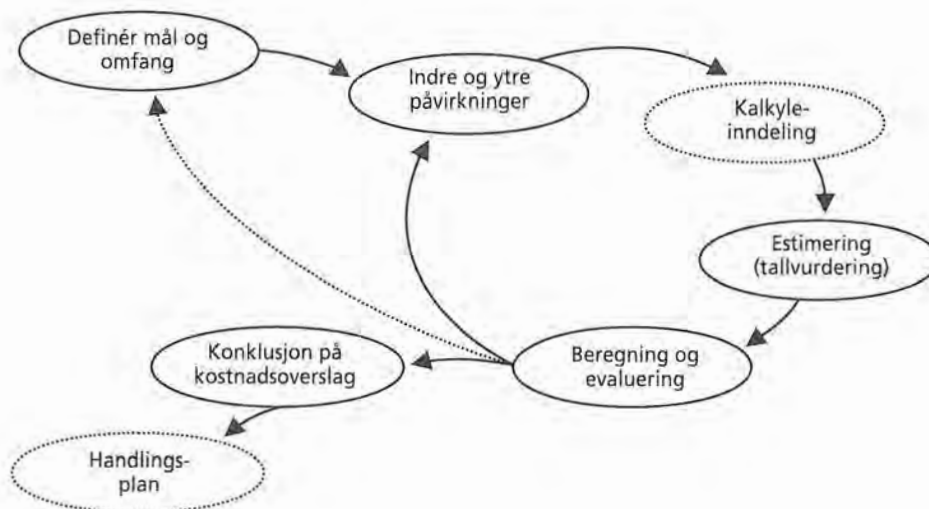 Definér mål og
omfang
Indre og ytre
påvirkninger
Kalkyle-
inndeling
Estimering
(tallvurdering)
Beregning og
evaluering
Konklusjon på
kostnadsoverslag
Handlings-
plan